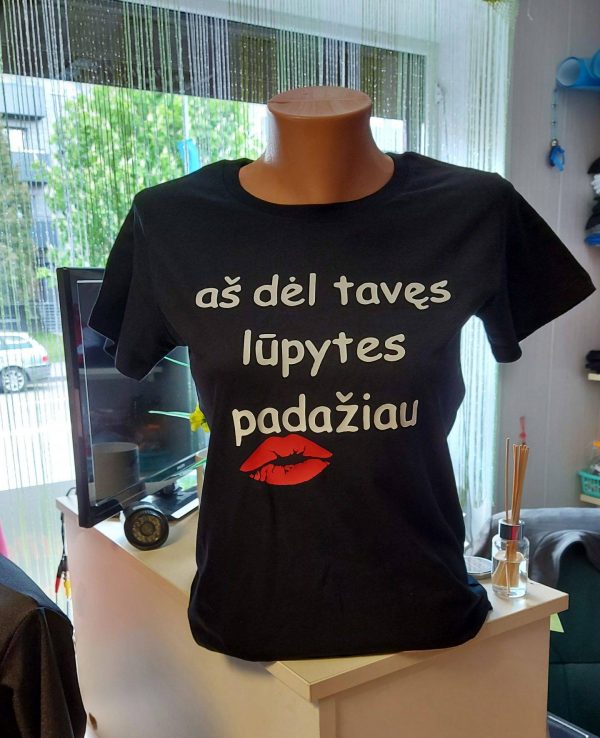 aš dėl tavęs
lūpytes
padažiau